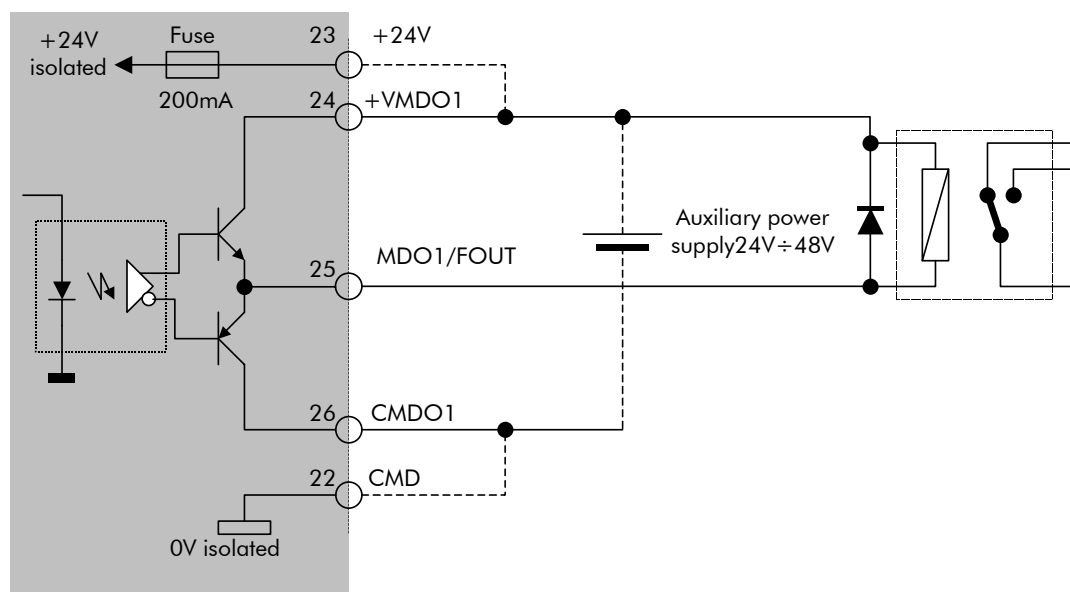 +24V
isolated
Fuse
200mA
23
+24V
24
+VMDO1
25
MDO1/FOUT
Auxiliary power
supply24V÷48V
26
CMDO1
22
CMD
0V isolated